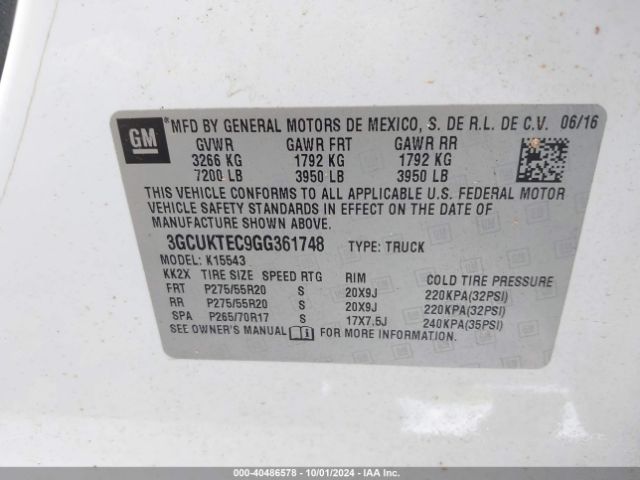 GM
® MFD BY GENERAL MOTORS DE MEXICO, S. DE R.L. DE C.V. 06/16
GVWR GAWR FRT GAWR RR
3266 KG 1792 KG 1792 KG
7200 LB 3950 LB 3950 LB
THIS VEHICLE CONFORMS TO ALL APPLICABLE U.S. FEDERAL MOTOR
VEHICLE SAFETY STANDARDS IN EFFECT ON THE DATE OF
MANUFACTURE SHOWN ABOVE.
3GCUKTEC9GG361748 TYPE: TRUCK
MODEL: K15543
KK2X TIRE SIZE SPEED RTG RIM COLD TIRE PRESSURE
FRT P275/55R20 S 20X9J 220KPA(32PSI)
RR P275/55R20 S 20X9J 220KPA(32PSI)
SPA P265/70R17 S 17X7.5J 240KPA(35PSI)
SEE OWNER'S MANUAL FOR MORE INFORMATION.
000-40486578 - 10/01/2024 - IAA Inc.